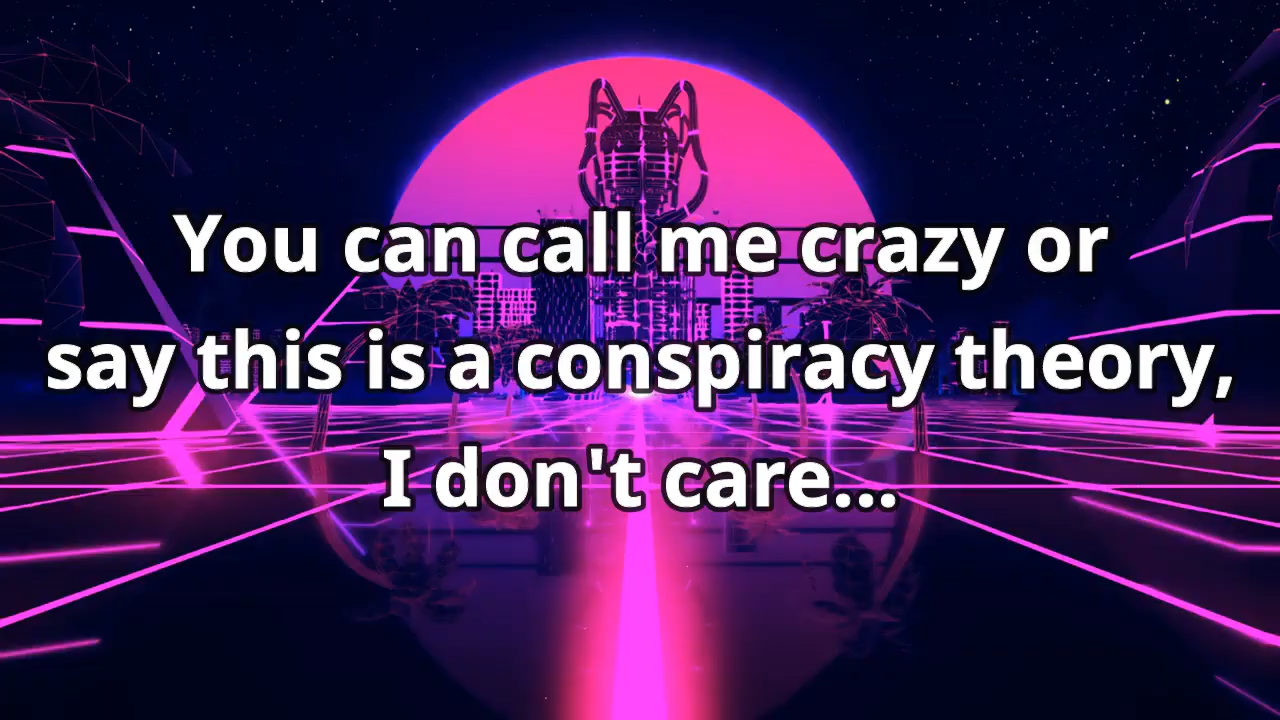 You can call me crazy or
say this is a conspiracy theory,
I don't care...